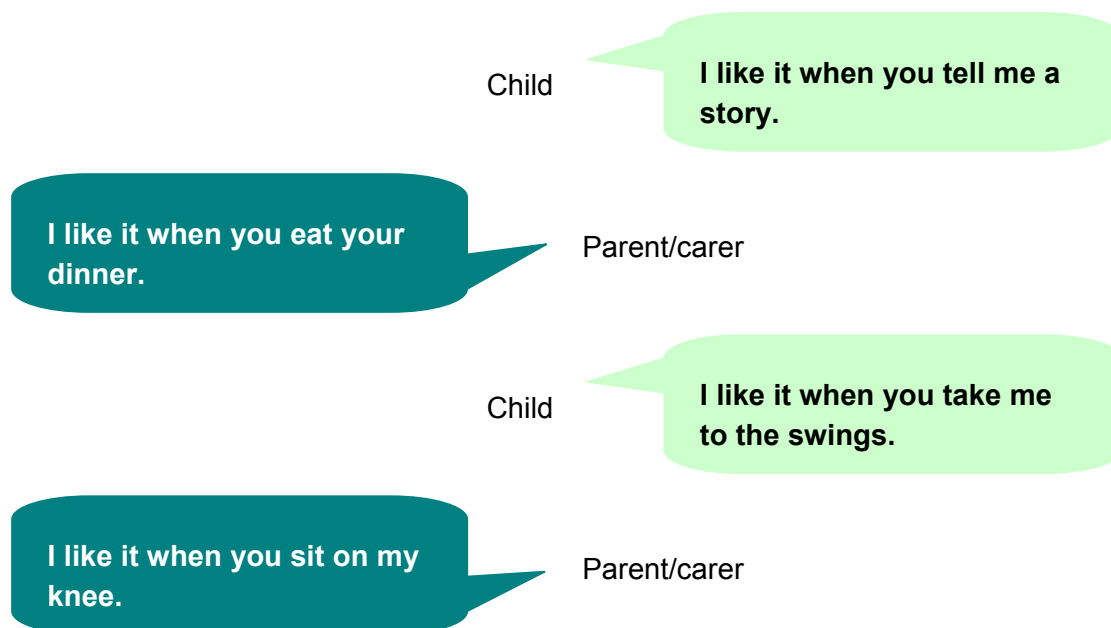 Child
I like it when you tell me a
story.
I like it when you eat your
dinner.
Parent/carer
Child
I like it when you take me
to the swings.
I like it when you sit on my
knee.
Parent/carer